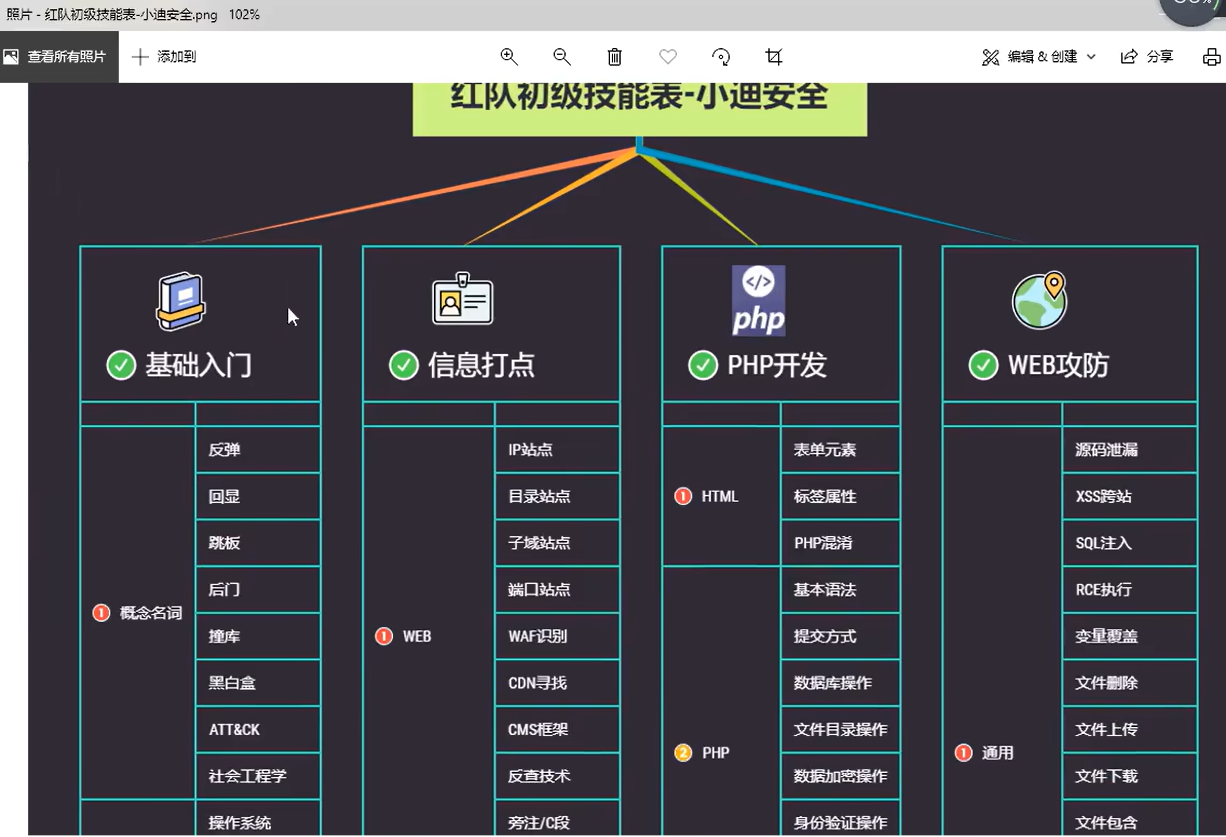 照片 - 红队初级技能表-小迪安全.png 102%
查看所有照片
添加到
编辑 & 创建
分享
红队初级技能表-小迪安全
基础入门
反弹
回显
跳板
后门
1 概念名词
撞库
黑白盒
ATT&CK
社会工程学
操作系统
信息打点
IP站点
目录站点
子域站点
端口站点
1 WEB
WAF识别
CDN寻找
CMS框架
反查技术
旁注/C段
</> php
PHP开发
表单元素
1 HTML
标签属性
PHP混淆
基本语法
提交方式
数据库操作
文件目录操作
2 PHP
数据加密操作
身份验证操作
WEB攻防
源码泄漏
XSS跨站
SQL注入
RCE执行
变量覆盖
文件删除
文件上传
1 通用
文件下载
文件包含